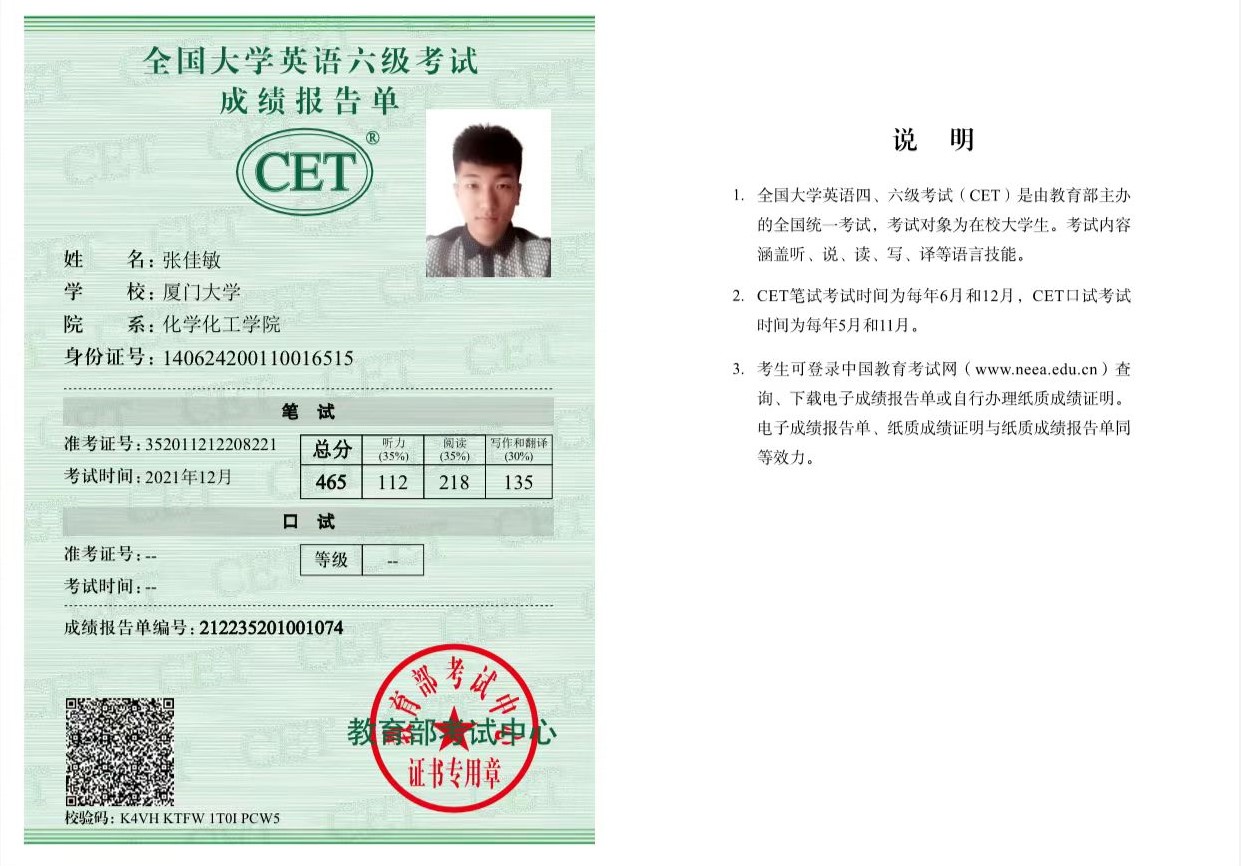 全国大学英语六级考试
成绩报告单
CET®
姓 名：张佳敏
学 校：厦门大学
院 系：化学化工学院
身份证号：140624200110016515
笔 试
准考证号：352011212208221
考试时间：2021年12月
总分 听力(35%) 阅读(35%) 写作和翻译(30%)
465 112 218 135
口 试
准考证号：--
考试时间：--
等级 --
成绩报告单编号：212235201001074
教育部考试中心
教育部考试中心
证书专用章
校验码：K4VH KTFW 1T0I PCW5
说 明
1. 全国大学英语四、六级考试（CET）是由教育部主办
的全国统一考试，考试对象为在校大学生。考试内容
涵盖听、说、读、写、译等语言技能。
2. CET笔试考试时间为每年6月和12月，CET口试考试
时间为每年5月和11月。
3. 考生可登录中国教育考试网（www.neea.edu.cn）查
询、下载电子成绩报告单或自行办理纸质成绩证明。
电子成绩报告单、纸质成绩证明与纸质成绩报告单同
等效力。